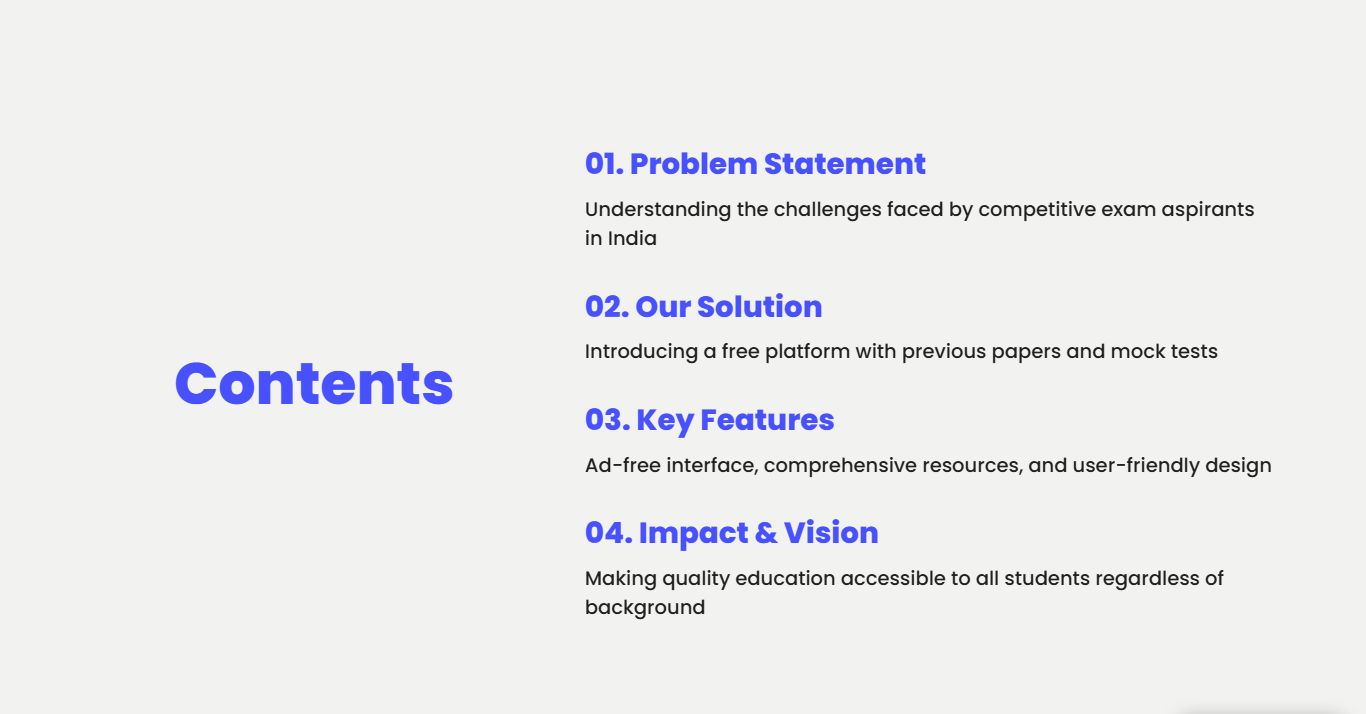 Contents
01. Problem Statement
Understanding the challenges faced by competitive exam aspirants
in India
02. Our Solution
Introducing a free platform with previous papers and mock tests
03. Key Features
Ad-free interface, comprehensive resources, and user-friendly design
04. Impact & Vision
Making quality education accessible to all students regardless of
background